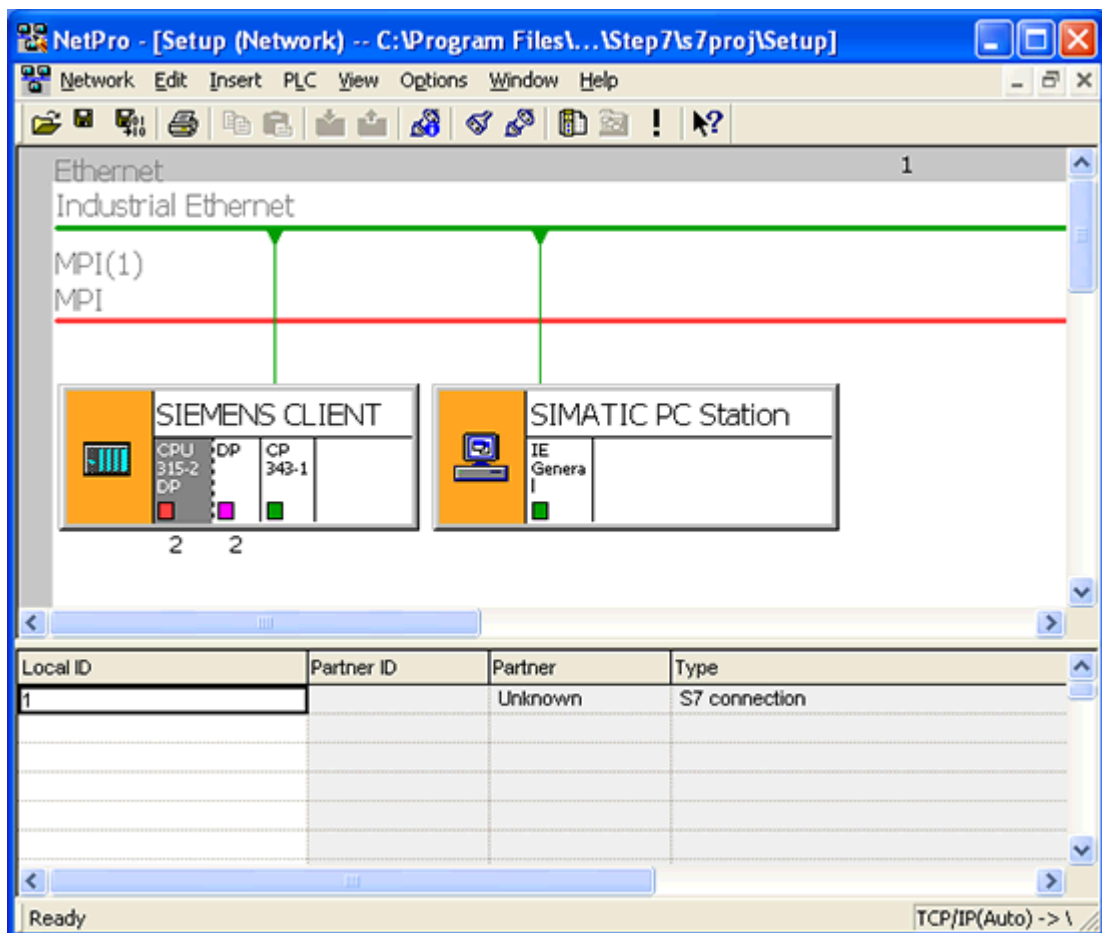 NetPro - [Setup (Network) -- C:\Program Files\...\Step7\s7proj\Setup]
Network Edit Insert PLC View Options Window Help
Ethernet 1
Industrial Ethernet
MPI(1)
MPI
SIEMENS CLIENT
CPU
315-2
DP
DP
CP
343-1
2 2
SIMATIC PC Station
IE
Genera
l
Local ID Partner ID Partner Type
1 Unknown S7 connection
Ready TCP/IP(Auto) -> \